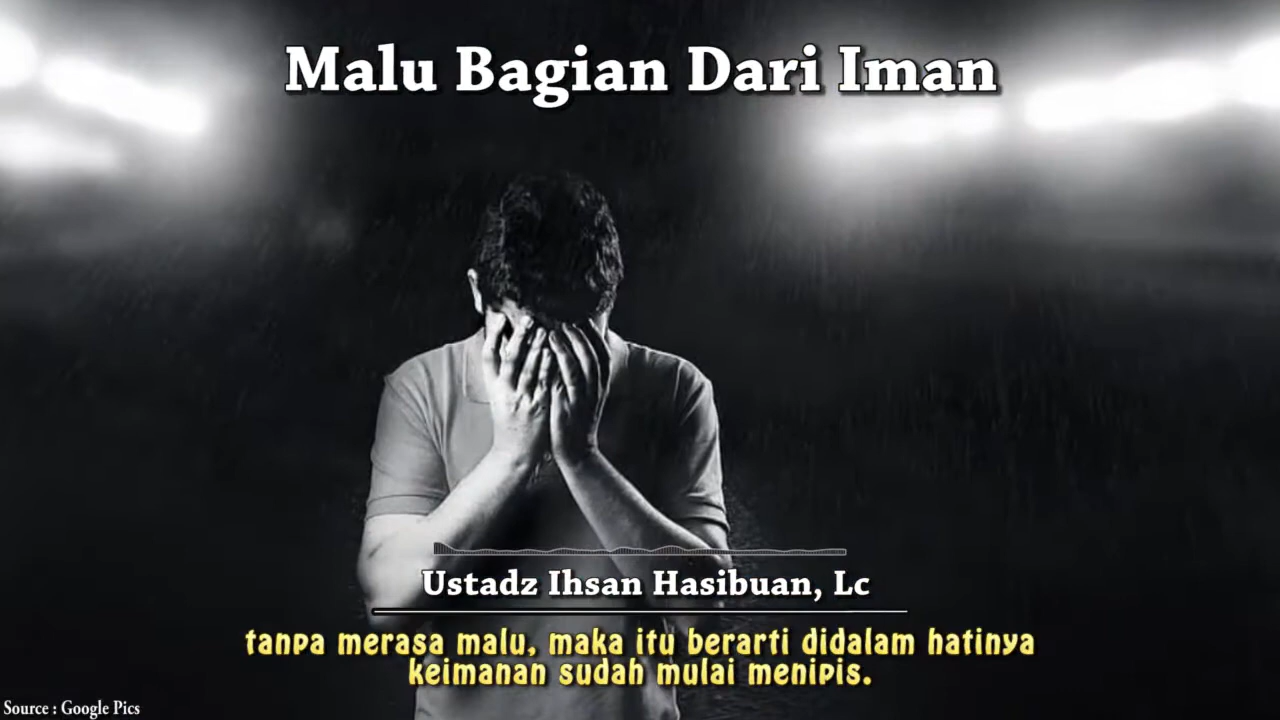 Malu Bagian Dari Iman
Ustadz Ihsan Hasibuan, Lc
tanpa merasa malu, maka itu berarti didalam hatinya
keimanan sudah mulai menipis.
Source : Google Pics